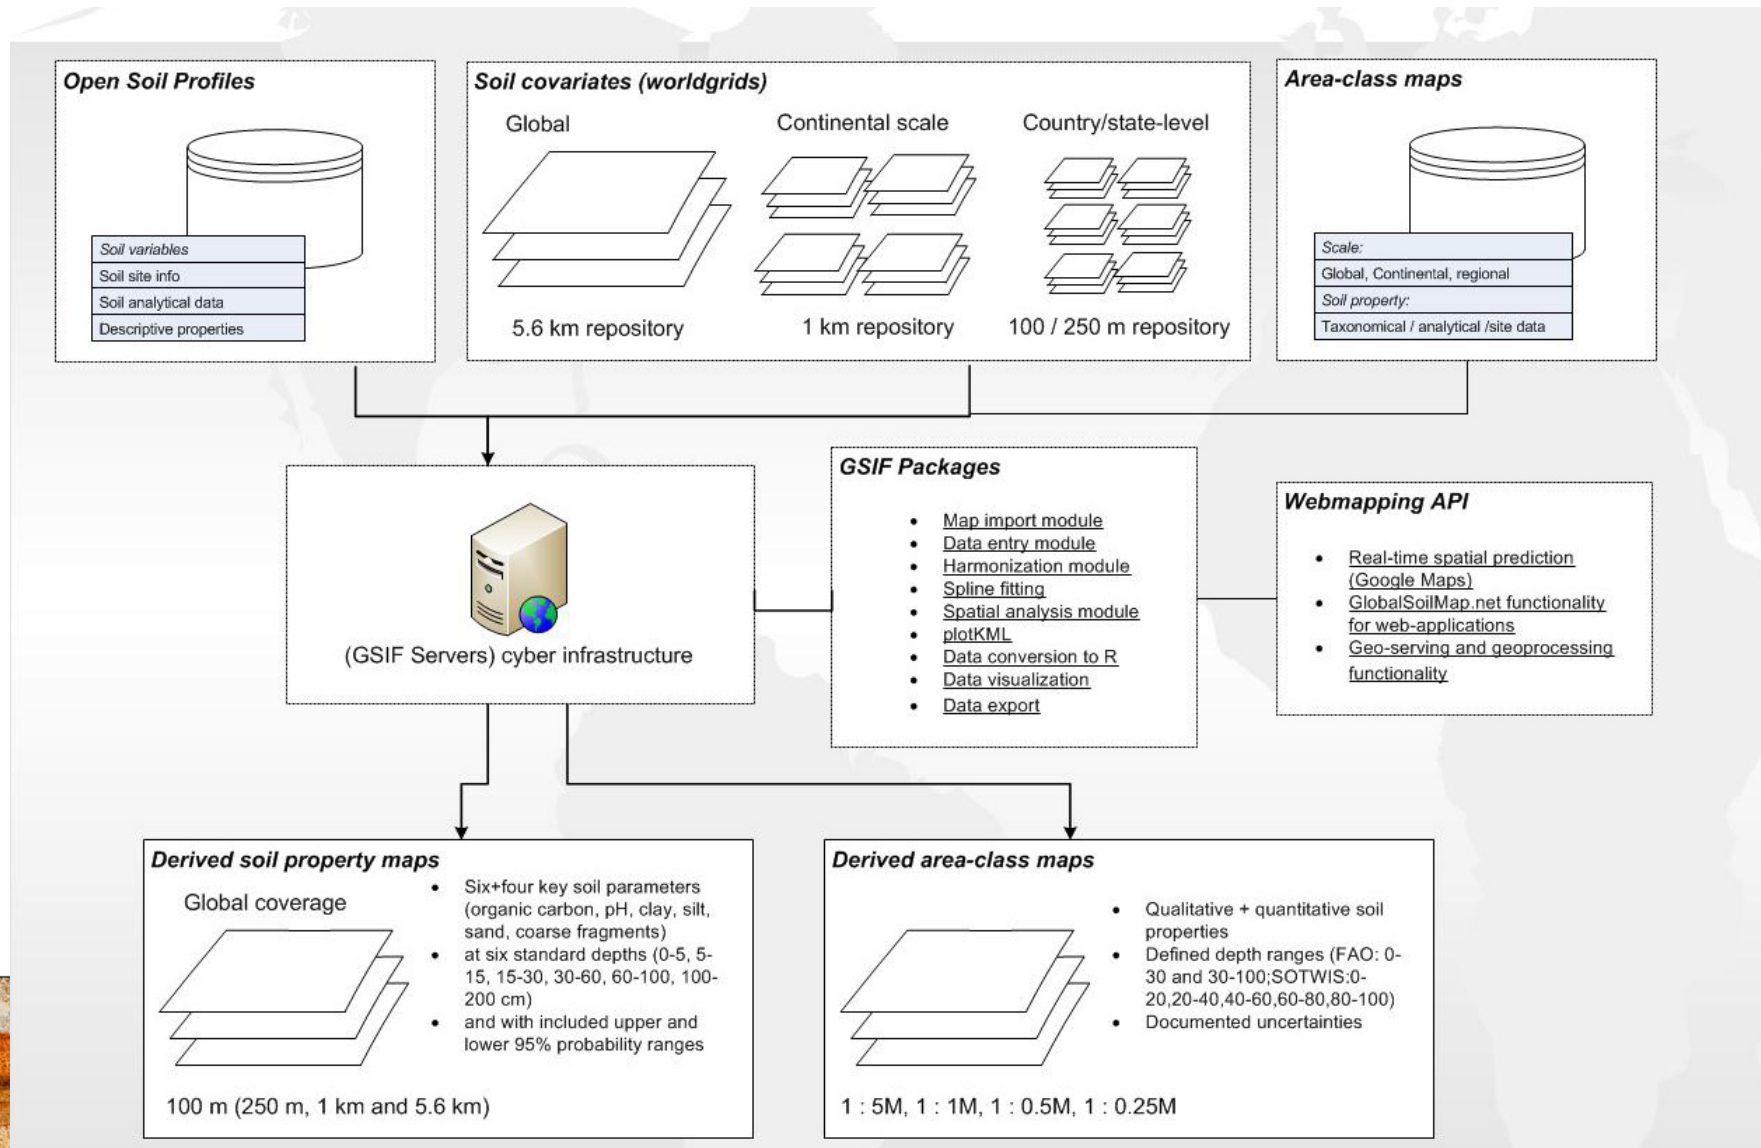 Open Soil Profiles
Soil variables
Soil site info
Soil analytical data
Descriptive properties
Soil covariates (worldgrids)
Global
Continental scale
Country/state-level
5.6 km repository
1 km repository
100 / 250 m repository
Area-class maps
Scale:
Global, Continental, regional
Soil property:
Taxonomical / analytical /site data
(GSIF Servers) cyber infrastructure
GSIF Packages
• Map import module
• Data entry module
• Harmonization module
• Spline fitting
• Spatial analysis module
• plotKML
• Data conversion to R
• Data visualization
• Data export
Webmapping API
• Real-time spatial prediction
(Google Maps)
• GlobalSoilMap.net functionality
for web-applications
• Geo-serving and geoprocessing
functionality
Derived soil property maps
Global coverage
• Six+four key soil parameters
(organic carbon, pH, clay, silt,
sand, coarse fragments)
• at six standard depths (0-5, 5-
15, 15-30, 30-60, 60-100, 100-
200 cm)
• and with included upper and
lower 95% probability ranges
100 m (250 m, 1 km and 5.6 km)
Derived area-class maps
• Qualitative + quantitative soil
properties
• Defined depth ranges (FAO: 0-
30 and 30-100;SOTWIS:0-
20,20-40,40-60,60-80,80-100)
• Documented uncertainties
1 : 5M, 1 : 1M, 1 : 0.5M, 1 : 0.25M